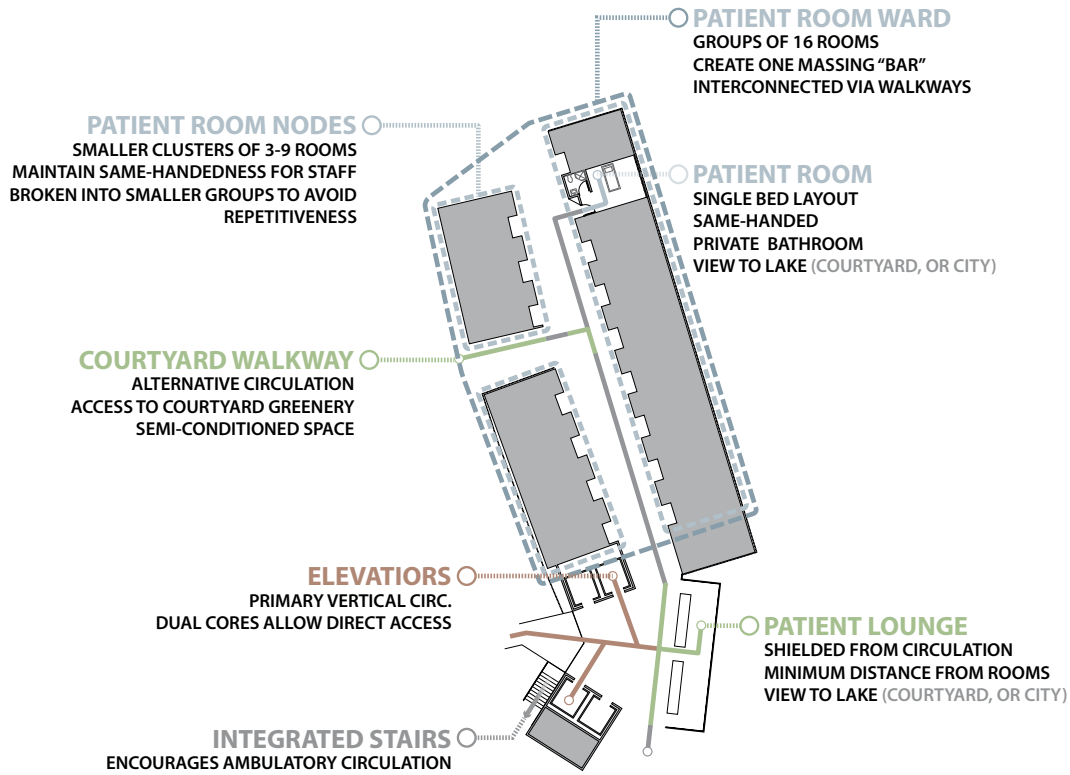 PATIENT ROOM WARD
GROUPS OF 16 ROOMS
CREATE ONE MASSING “BAR”
INTERCONNECTED VIA WALKWAYS
PATIENT ROOM NODES
SMALLER CLUSTERS OF 3-9 ROOMS
MAINTAIN SAME-HANDEDNESS FOR STAFF
BROKEN INTO SMALLER GROUPS TO AVOID
REPETITIVENESS
PATIENT ROOM
SINGLE BED LAYOUT
SAME-HANDED
PRIVATE BATHROOM
VIEW TO LAKE (COURTYARD, OR CITY)
COURTYARD WALKWAY
ALTERNATIVE CIRCULATION
ACCESS TO COURTYARD GREENERY
SEMI-CONDITIONED SPACE
ELEVATIORS
PRIMARY VERTICAL CIRC.
DUAL CORES ALLOW DIRECT ACCESS
PATIENT LOUNGE
SHIELDED FROM CIRCULATION
MINIMUM DISTANCE FROM ROOMS
VIEW TO LAKE (COURTYARD, OR CITY)
INTEGRATED STAIRS
ENCOURAGES AMBULATORY CIRCULATION